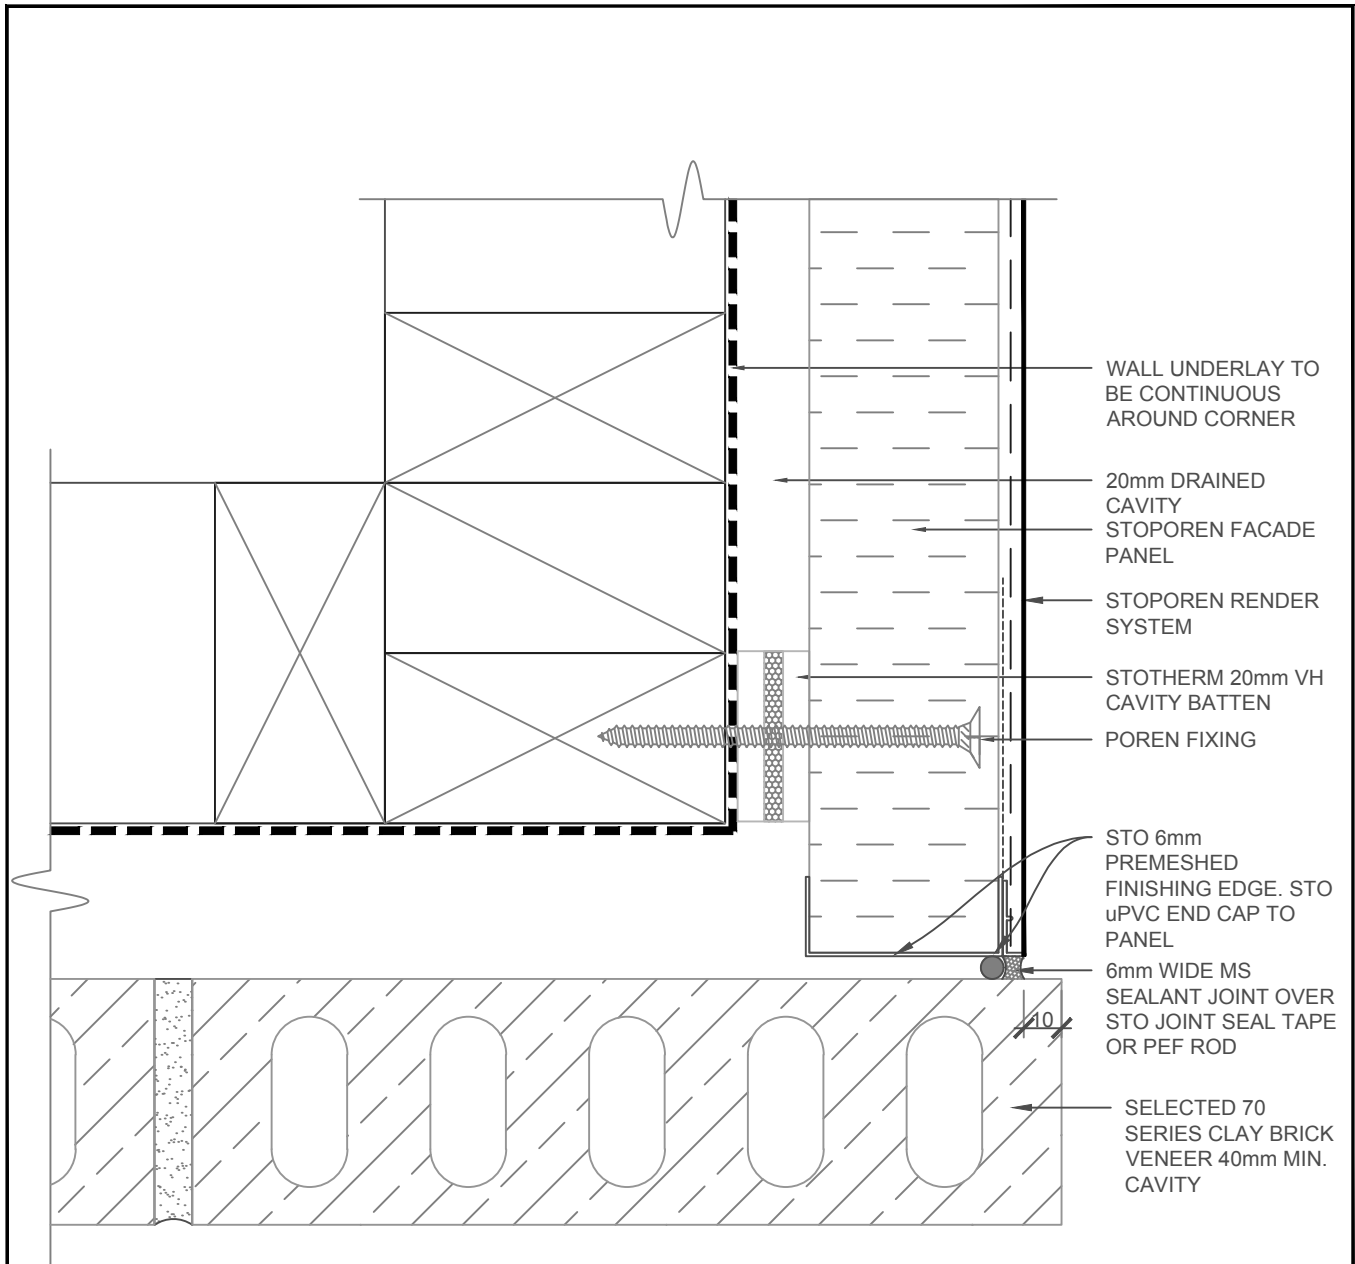 WALL UNDERLAY TO
BE CONTINUOUS
AROUND CORNER
20mm DRAINED
CAVITY
STOPOREN FACADE
PANEL
STOPOREN RENDER
SYSTEM
STOTHERM 20mm VH
CAVITY BATTEN
POREN FIXING
STO 6mm
PREMESHED
FINISHING EDGE. STO
uPVC END CAP TO
PANEL
6mm WIDE MS
SEALANT JOINT OVER
STO JOINT SEAL TAPE
OR PEF ROD
10
SELECTED 70
SERIES CLAY BRICK
VENEER 40mm MIN.
CAVITY